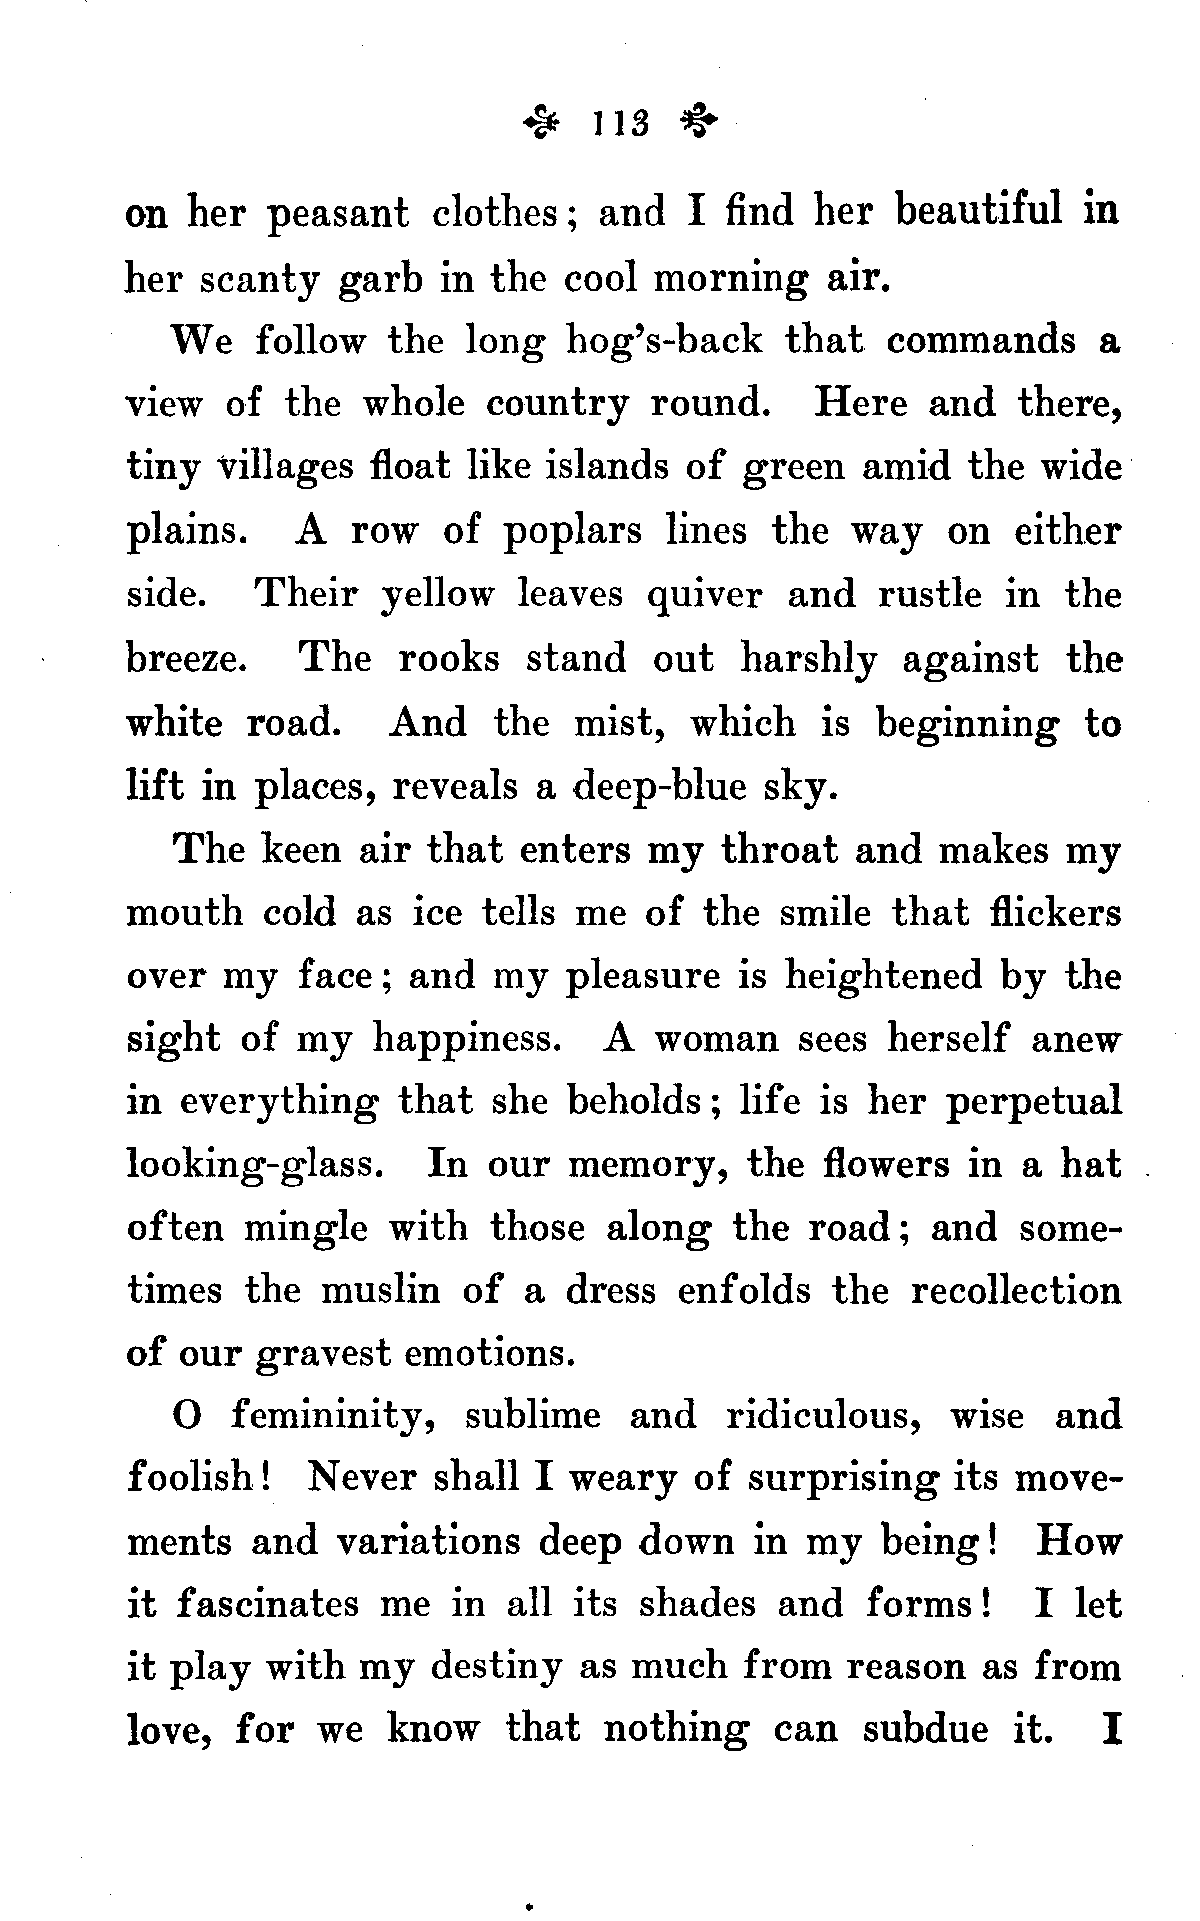 113
on her peasant clothes; and I find her beautiful in
her scanty garb in the cool morning air.
We follow the long hog's-back that commands a
view of the whole country round. Here and there,
tiny villages float like islands of green amid the wide
plains. A row of poplars lines the way on either
side. Their yellow leaves quiver and rustle in the
breeze. The rooks stand out harshly against the
white road. And the mist, which is beginning to
lift in places, reveals a deep-blue sky.
The keen air that enters my throat and makes my
mouth cold as ice tells me of the smile that flickers
over my face; and my pleasure is heightened by the
sight of my happiness. A woman sees herself anew
in everything that she beholds; life is her perpetual
looking-glass. In our memory, the flowers in a hat
often mingle with those along the road; and some-
times the muslin of a dress enfolds the recollection
of our gravest emotions.
O femininity, sublime and ridiculous, wise and
foolish! Never shall I weary of surprising its move-
ments and variations deep down in my being! How
it fascinates me in all its shades and forms! I let
it play with my destiny as much from reason as from
love, for we know that nothing can subdue it. I